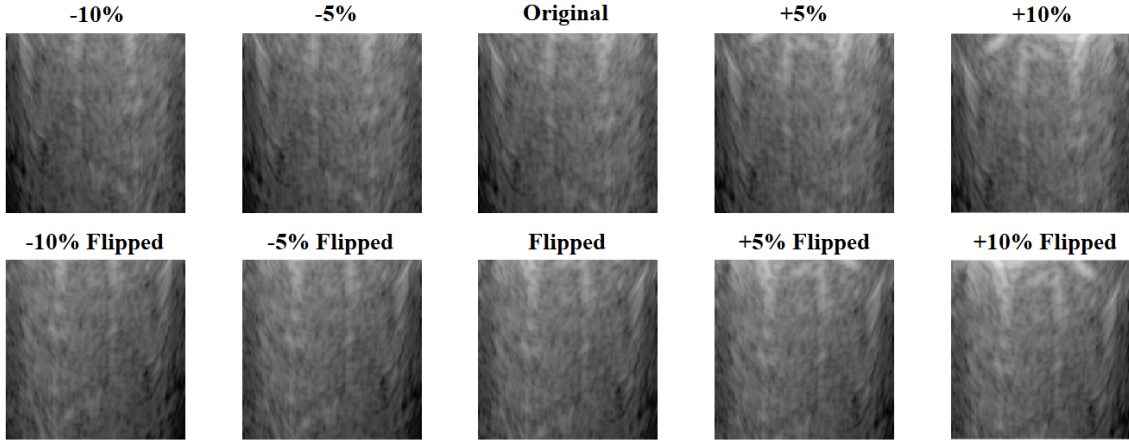 -10%
-5%
Original
+5%
+10%
-10% Flipped
-5% Flipped
Flipped
+5% Flipped
+10% Flipped